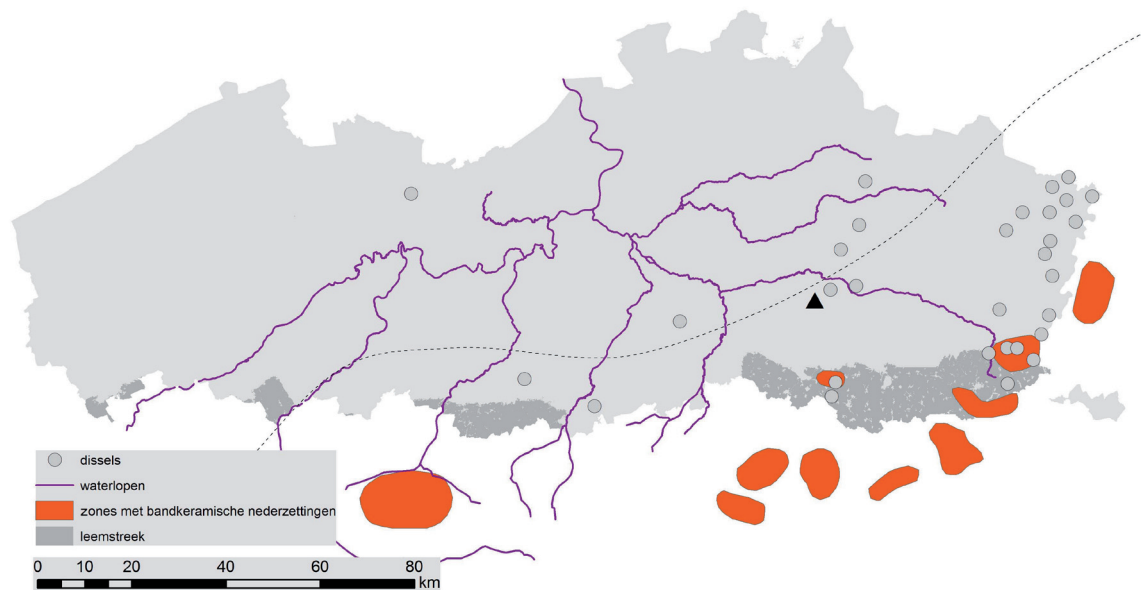 dissels
waterlopen
zones met bandkeramische nederzettingen
leemstreek
0 10 20 40 60 80
km